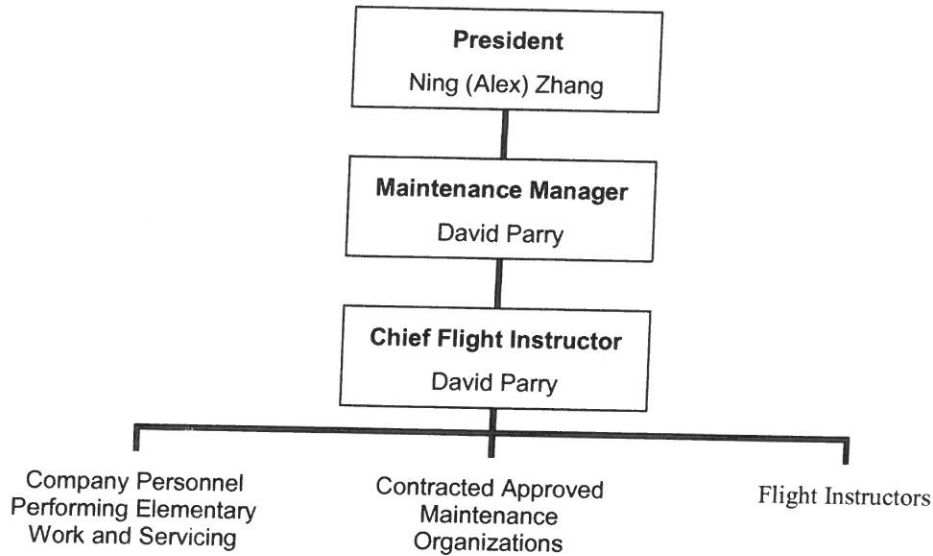 President
Ning (Alex) Zhang
Maintenance Manager
David Parry
Chief Flight Instructor
David Parry
Company Personnel
Performing Elementary
Work and Servicing
Contracted Approved
Maintenance
Organizations
Flight Instructors